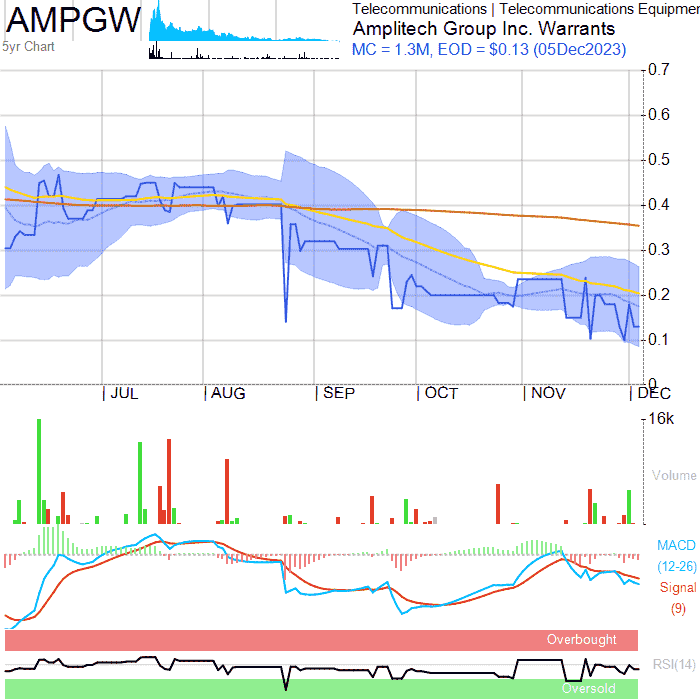 AMPGW
5yr Chart
Telecommunications | Telecommunications Equipmen
Amplitech Group Inc. Warrants
MC = 1.3M, EOD = $0.13 (05Dec2023)
0.7
0.6
0.5
0.4
0.3
0.2
0.1
0
JUL AUG SEP OCT NOV DEC
16k
Volume
MACD
(12-26)
Signal
(9)
Overbought
RSI(14)
Oversold